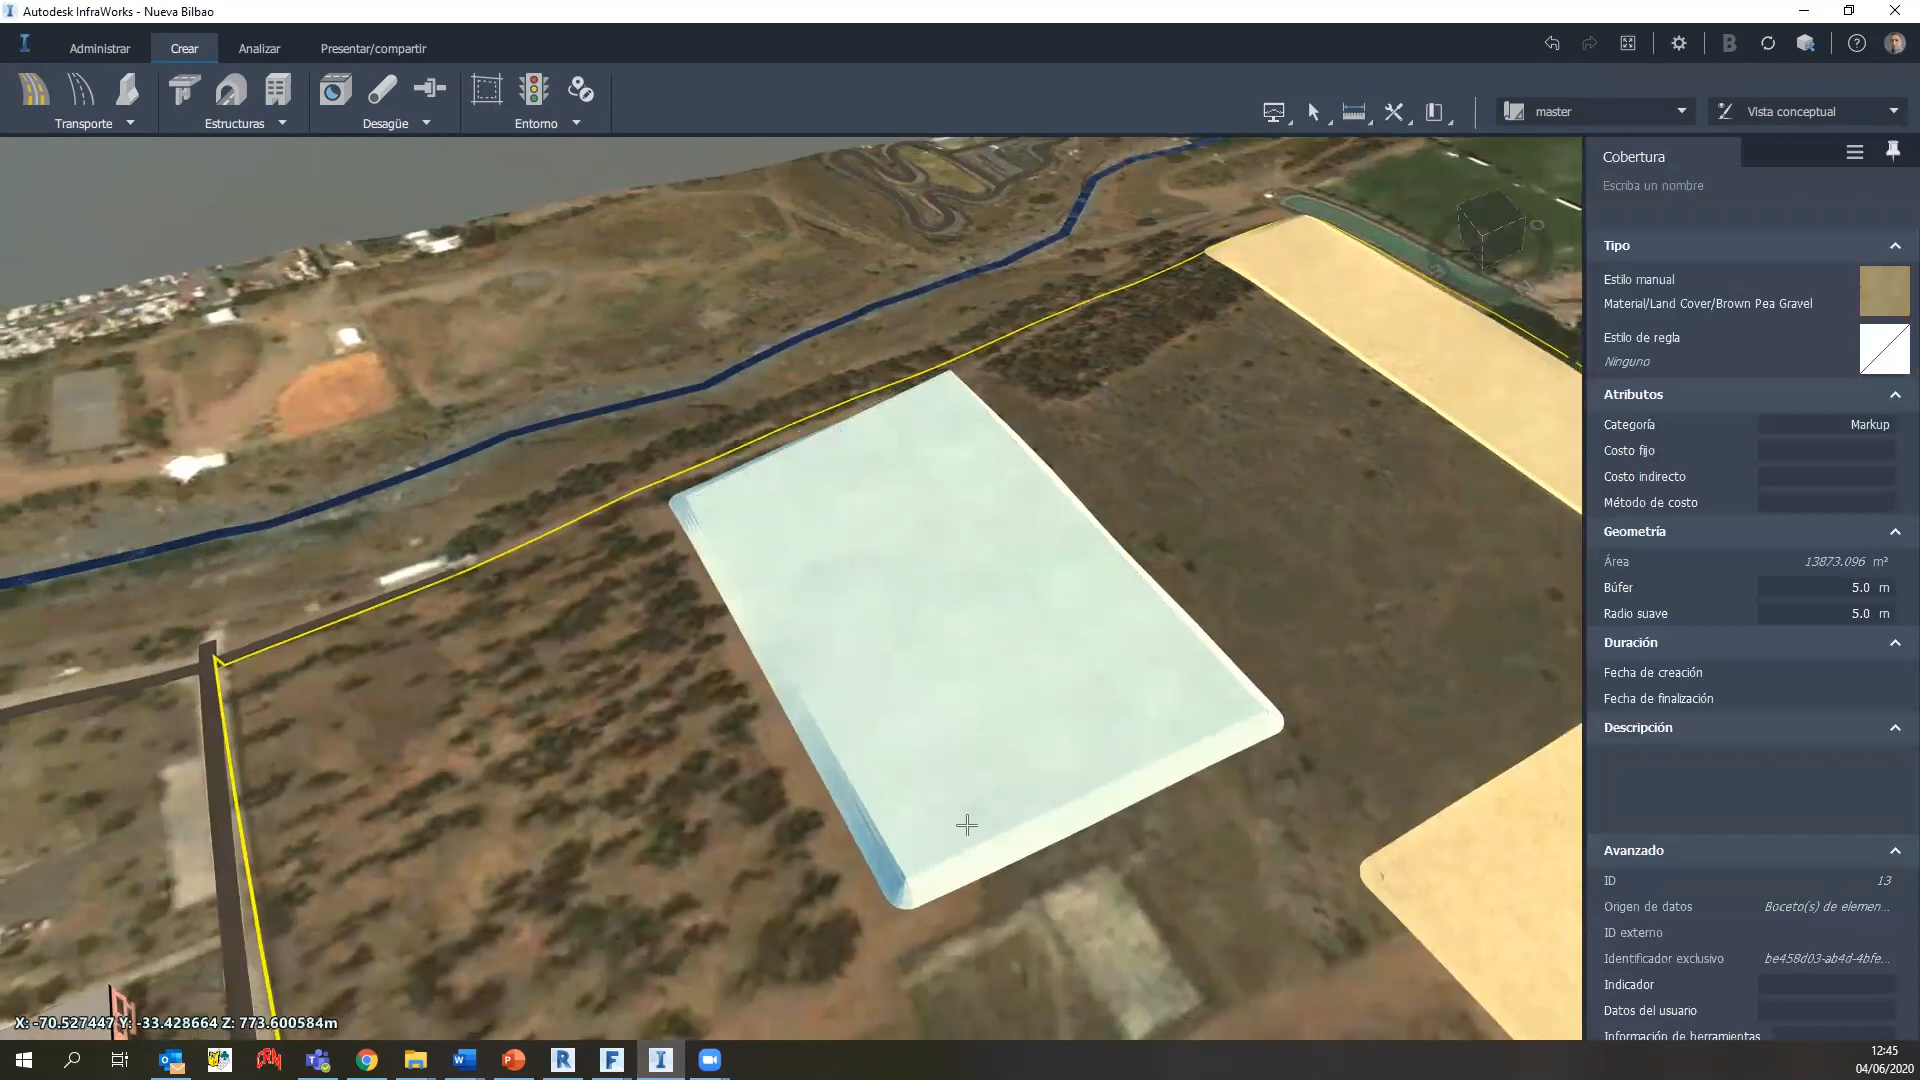 Autodesk InfraWorks - Nueva Bilbao
Administrar
Crear
Analizar
Presentar/compartir
Transporte
Estructuras
Desagüe
Entorno
master
Vista conceptual
Cobertura
Escriba un nombre
Tipo
Estilo manual
Material/Land Cover/Brown Pea Gravel
Estilo de regla
Ninguno
Atributos
Categoría Markup
Costo fijo
Costo indirecto
Método de costo
Geometría
Área 13873.096 m²
Búfer 5.0 m
Radio suave 5.0 m
Duración
Fecha de creación
Fecha de finalización
Descripción
Avanzado
ID 13
Origen de datos Boceto(s) de elemen...
ID externo
Identificador exclusivo be458d03-ab4d-4bfe...
Indicador
Datos del usuario
Información de herramientas
X: -70.527447 Y: -33.428664 Z: 773.600584m
12:45
04/06/2020